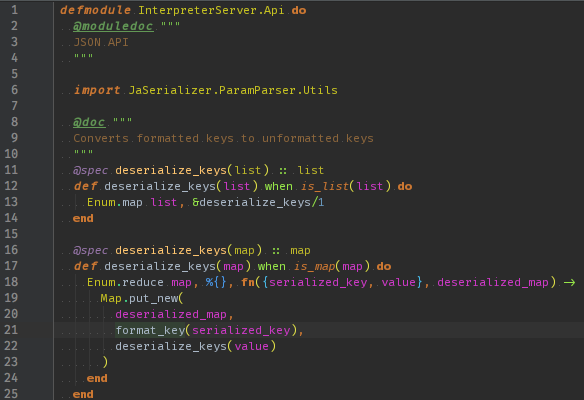 1 defmodule InterpreterServer.Api do
2 @moduledoc """
3 JSON API
4 """
5
6 import JaSerializer.ParamParser.Utils
7
8 @doc """
9 Converts formatted keys to unformatted keys
10 """
11 @spec deserialize_keys(list) :: list
12 def deserialize_keys(list) when is_list(list) do
13 Enum.map list, &deserialize_keys/1
14 end
15
16 @spec deserialize_keys(map) :: map
17 def deserialize_keys(map) when is_map(map) do
18 Enum.reduce map, %{}, fn({serialized_key, value}, deserialized_map) ->
19 Map.put_new(
20 deserialized_map,
21 format_key(serialized_key),
22 deserialize_keys(value)
23 )
24 end
25 end